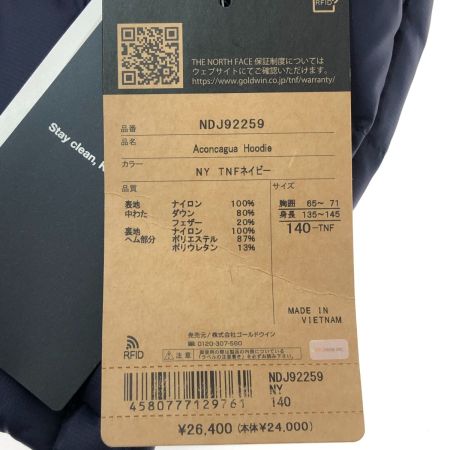 RFID
THE NORTH FACE 保証制度については
ウェブサイトにてご確認いただけます。
https://www.goldwin.co.jp/tnf/warranty/
Stay clean,
品番 NDJ92259
品名 Aconcagua Hoodie
カラー NY TNFネイビー
品質 サイズ
表地 ナイロン 100%
中わた ダウン 80%
フェザー 20%
裏地 ナイロン 100%
ヘム部分 ポリエステル 87%
ポリウレタン 13%
胸囲 65~ 71
身長 135~145
140-TNF
MADE IN
VIETNAM
発売元/株式会社ゴールドウイン
0120-307-560
RFID
注意
NDJ92259
NY
140
4580777129761
¥26,400 (本体¥24,000)